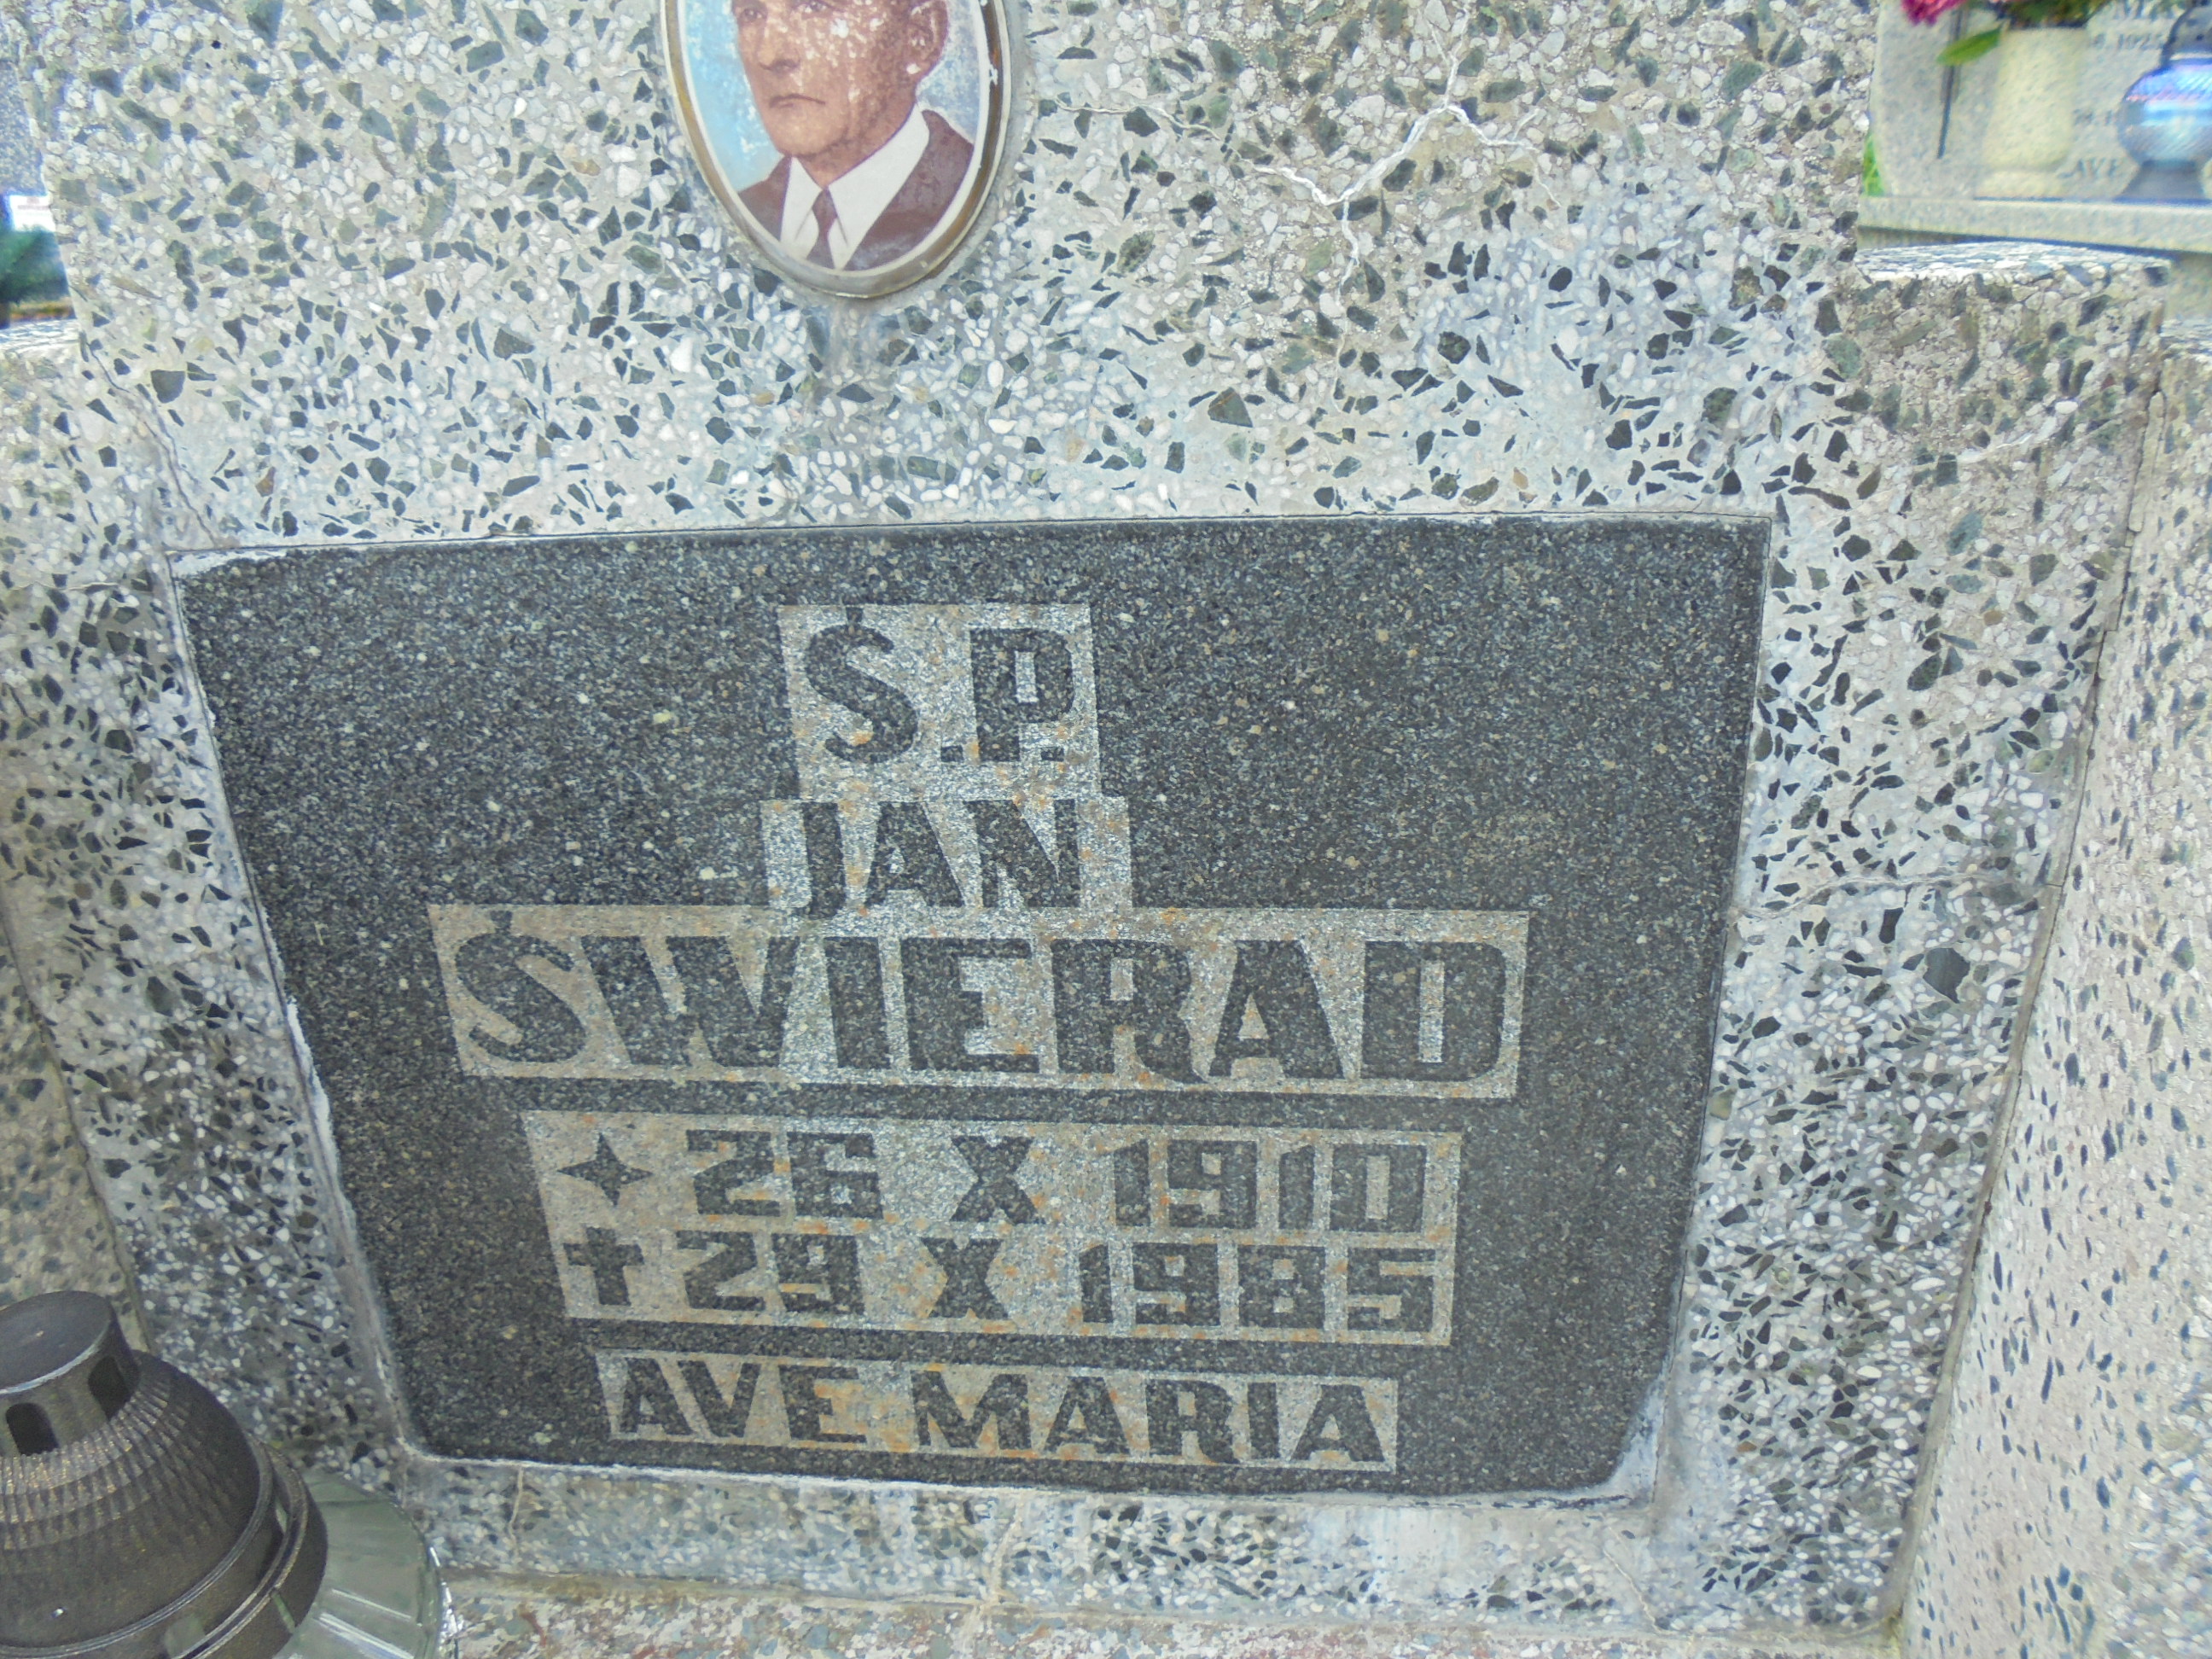 Ś.P.
JAN
ŚWIERAD
26 X 1910
29 X 1985
AVE MARIA